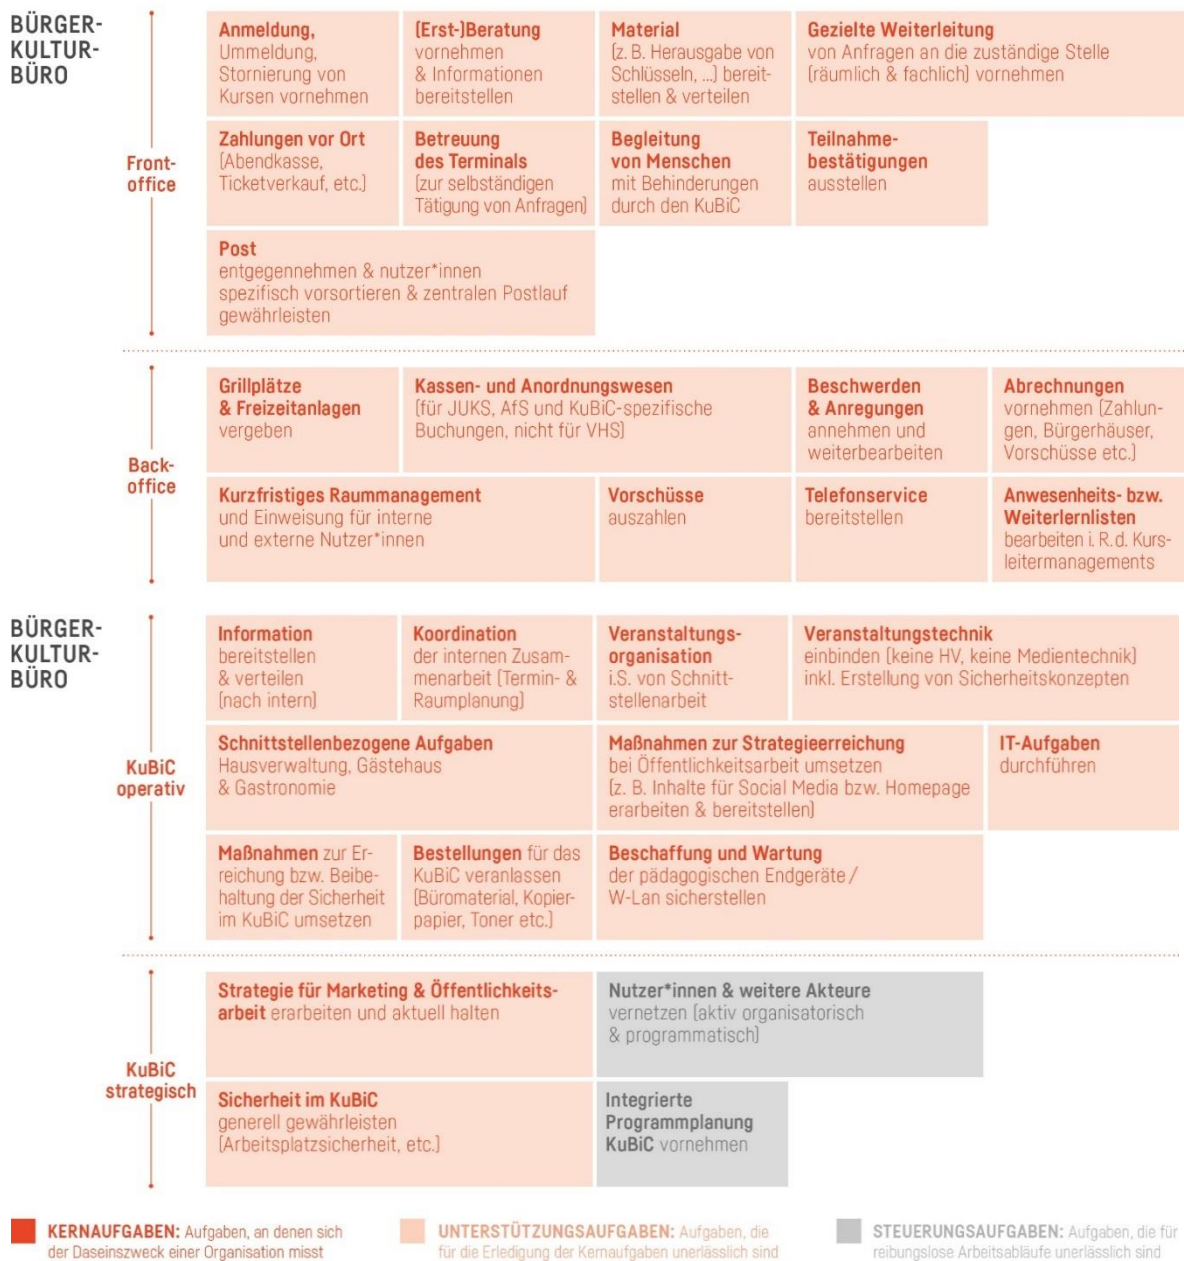 BÜRGER-
KULTUR-
BÜRO
Front-
office
Anmeldung,
Ummeldung,
Stornierung von
Kursen vornehmen
(Erst-)Beratung
vornehmen
& Informationen
bereitstellen
Material
(z. B. Herausgabe von
Schlüsseln, ...) bereit-
stellen & verteilen
Gezielte Weiterleitung
von Anfragen an die zuständige Stelle
(räumlich & fachlich) vornehmen
Zahlungen vor Ort
(Abendkasse,
Ticketverkauf, etc.)
Betreuung
des Terminals
(zur selbständigen
Tätigung von Anfragen)
Begleitung
von Menschen
mit Behinderungen
durch den KuBiC
Teilnahme-
bestätigungen
ausstellen
Post
entgegennehmen & nutzer*innen
spezifisch vorsortieren & zentralen Postlauf
gewährleisten
Back-
office
Grillplätze
& Freizeitanlagen
vergeben
Kassen- und Anordnungswesen
(für JUKS, AfS und KuBiC-spezifische
Buchungen, nicht für VHS)
Beschwerden
& Anregungen
annehmen und
weiterbearbeiten
Abrechnungen
vornehmen (Zahlun-
gen, Bürgerhäuser,
Vorschüsse etc.)
Kurzfristiges Raummanagement
und Einweisung für interne
und externe Nutzer*innen
Vorschüsse
auszahlen
Telefonservice
bereitstellen
Anwesenheits- bzw.
Weiterlernlisten
bearbeiten i. R. d. Kurs-
leitermanagements
BÜRGER-
KULTUR-
BÜRO
KuBiC
operativ
Information
bereitstellen
& verteilen
(nach intern)
Koordination
der internen Zusam-
menarbeit (Termin- &
Raumplanung)
Veranstaltungs-
organisation
i.S. von Schnitt-
stellenarbeit
Veranstaltungstechnik
einbinden (keine HV, keine Medientechnik)
inkl. Erstellung von Sicherheitskonzepten
Schnittstellenbezogene Aufgaben
Hausverwaltung, Gästehaus
& Gastronomie
Maßnahmen zur Strategieerreichung
bei Öffentlichkeitsarbeit umsetzen
(z. B. Inhalte für Social Media bzw. Homepage
erarbeiten & bereitstellen)
IT-Aufgaben
durchführen
Maßnahmen zur Er-
reichung bzw. Beibe-
haltung der Sicherheit
im KuBiC umsetzen
Bestellungen für das
KuBiC veranlassen
(Büromaterial, Kopier-
papier, Toner etc.)
Beschaffung und Wartung
der pädagogischen Endgeräte /
W-Lan sicherstellen
KuBiC
strategisch
Strategie für Marketing & Öffentlichkeits-
arbeit erarbeiten und aktuell halten
Nutzer*innen & weitere Akteure
vernetzen (aktiv organisatorisch
& programmatisch)
Sicherheit im KuBiC
generell gewährleisten
(Arbeitsplatzsicherheit, etc.)
Integrierte
Programmplanung
KuBiC vornehmen
KERNAUFGABEN: Aufgaben, an denen sich
der Daseinszweck einer Organisation misst
UNTERSTÜTZUNGSAUFGABEN: Aufgaben, die
für die Erledigung der Kernaufgaben unerlässlich sind
STEUERUNGSAUFGABEN: Aufgaben, die für
reibungslose Arbeitsabläufe unerlässlich sind